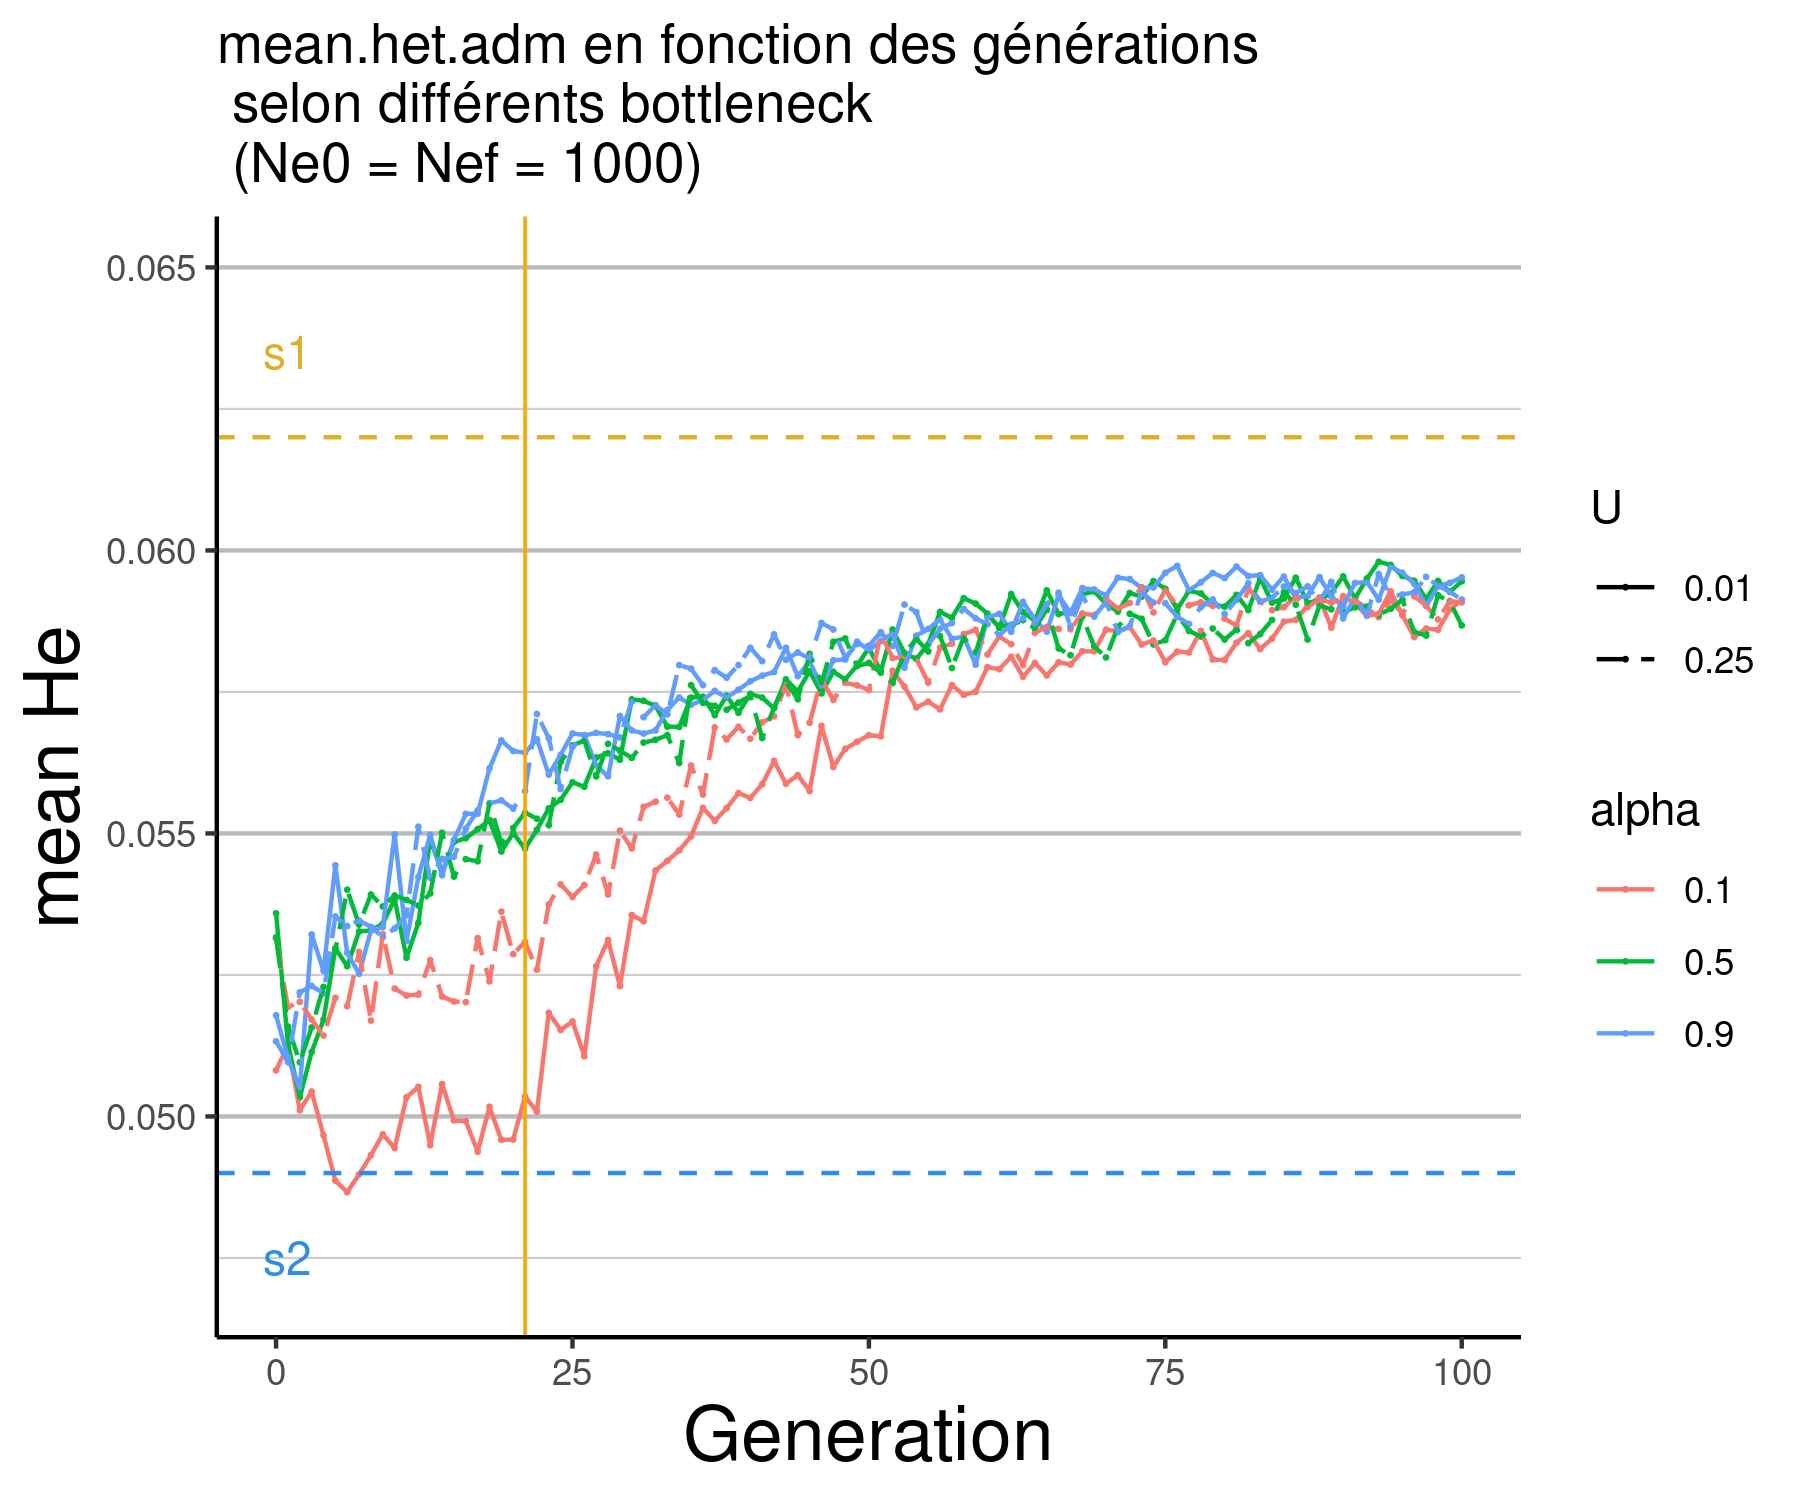 mean.het.adm en fonction des générations
selon différents bottleneck
(Ne0 = Nef = 1000)
mean He
0.065
0.060
0.055
0.050
s1
s2
0
25
50
75
100
Generation
U
0.01
0.25
alpha
0.1
0.5
0.9